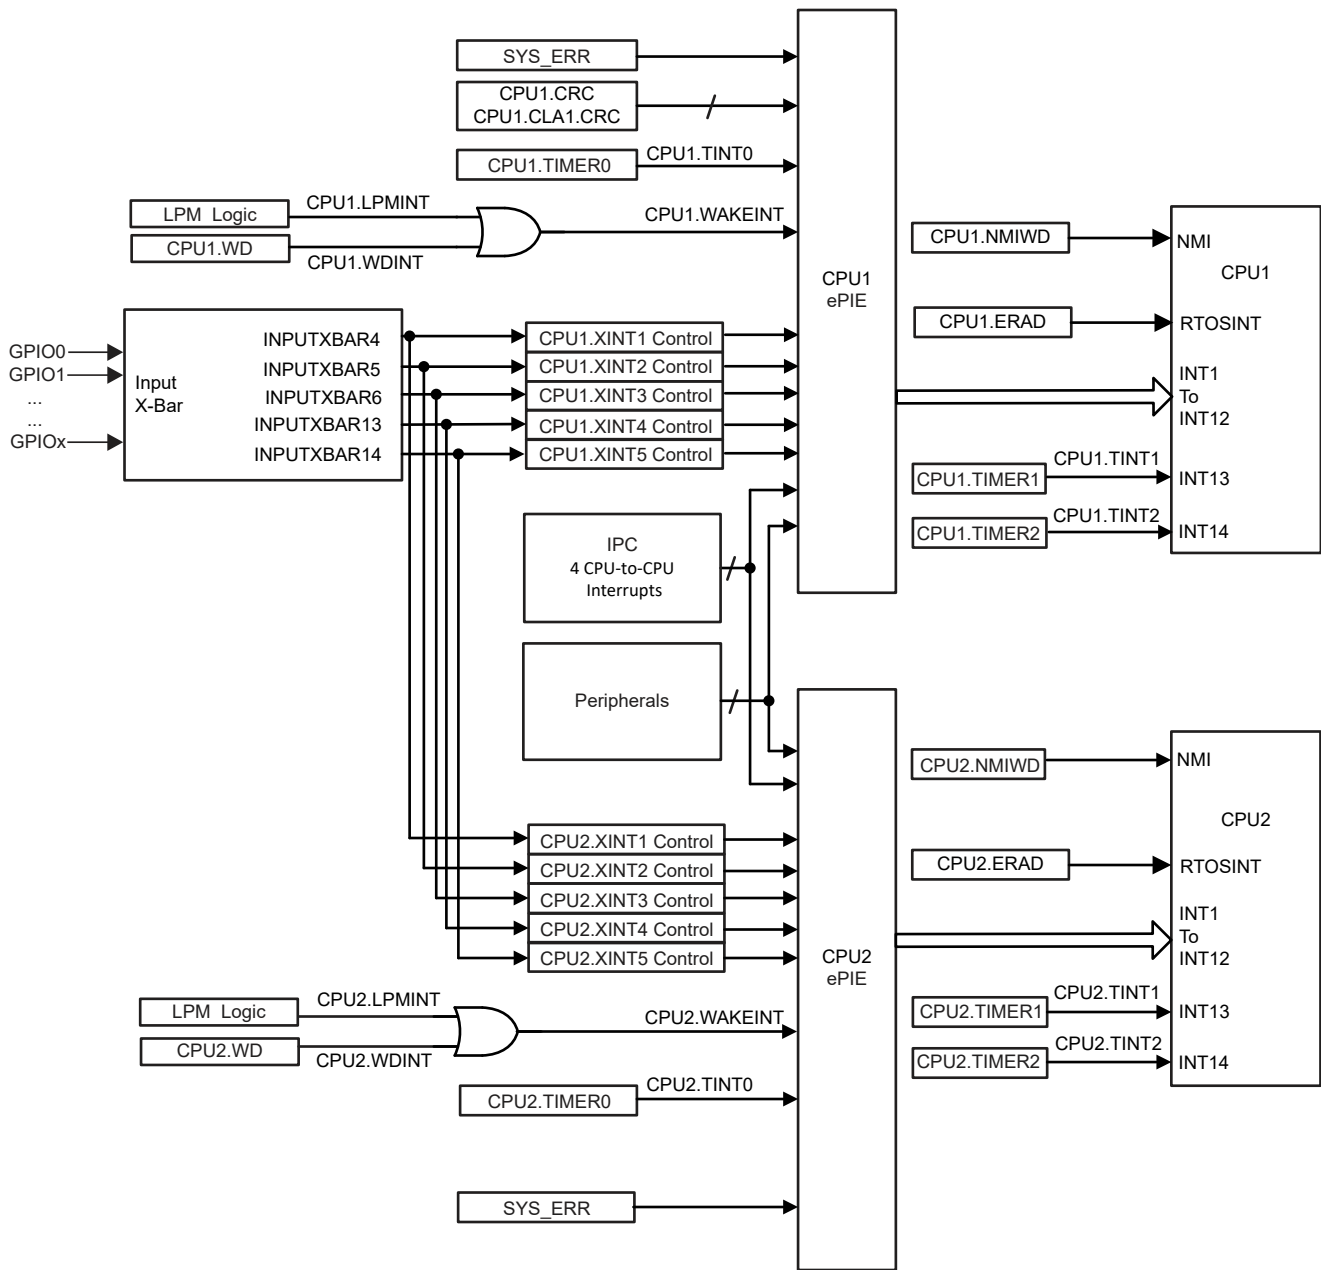 SYS_ERR
CPU1.CRC
CPU1.CLA1.CRC
CPU1.TIMER0
CPU1.TINT0
LPM Logic
CPU1.LPMINT
CPU1.WD
CPU1.WDINT
CPU1.WAKEINT
CPU1
ePIE
CPU1.NMIWD
NMI
CPU1
CPU1.ERAD
RTOSINT
INT1
To
INT12
CPU1.TIMER1
CPU1.TINT1
INT13
CPU1.TIMER2
CPU1.TINT2
INT14
GPIO0
GPIO1
...
...
GPIOx
Input
X-Bar
INPUTXBAR4
INPUTXBAR5
INPUTXBAR6
INPUTXBAR13
INPUTXBAR14
CPU1.XINT1 Control
CPU1.XINT2 Control
CPU1.XINT3 Control
CPU1.XINT4 Control
CPU1.XINT5 Control
IPC
4 CPU-to-CPU
Interrupts
Peripherals
CPU2.XINT1 Control
CPU2.XINT2 Control
CPU2.XINT3 Control
CPU2.XINT4 Control
CPU2.XINT5 Control
CPU2
ePIE
CPU2.NMIWD
NMI
CPU2
CPU2.ERAD
RTOSINT
INT1
To
INT12
CPU2.TIMER1
CPU2.TINT1
INT13
CPU2.TIMER2
CPU2.TINT2
INT14
LPM Logic
CPU2.LPMINT
CPU2.WD
CPU2.WDINT
CPU2.WAKEINT
CPU2.TIMER0
CPU2.TINT0
SYS_ERR